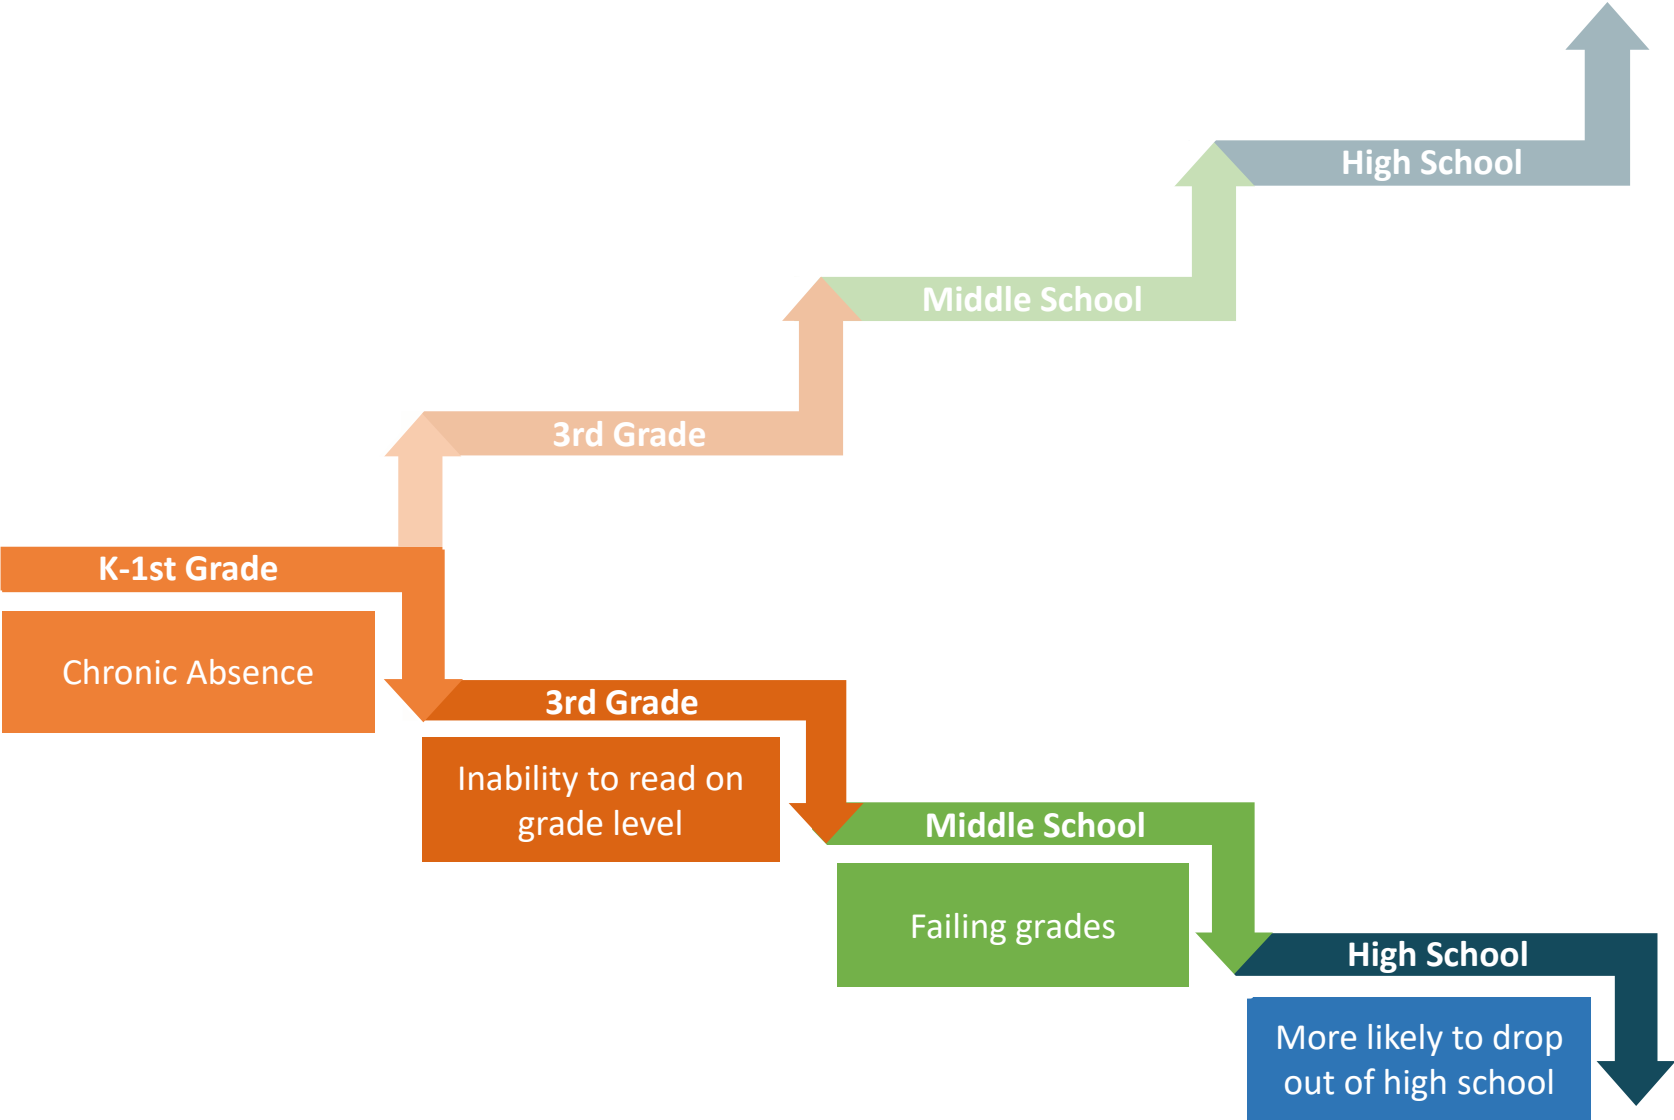 High School
Middle School
3rd Grade
K-1st Grade
Chronic Absence
3rd Grade
Inability to read on
grade level
Middle School
Failing grades
High School
More likely to drop
out of high school